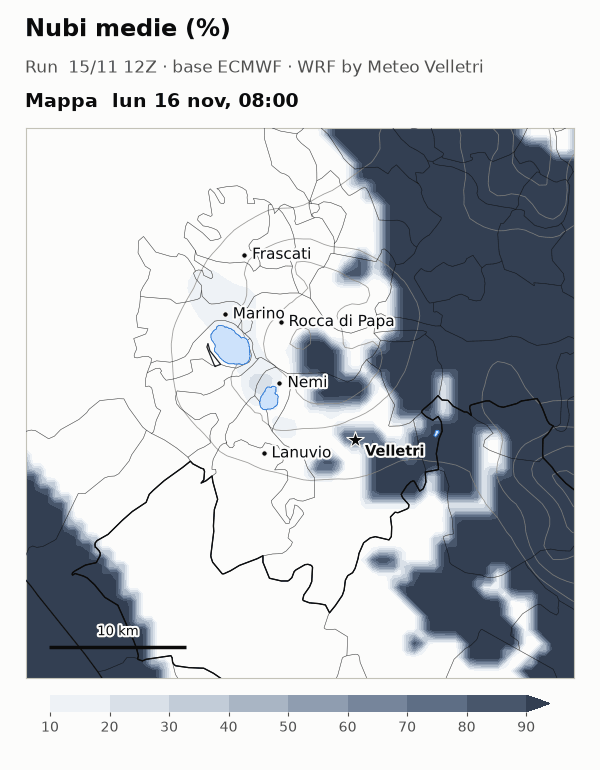 Nubi medie (%)
Run  15/11 12Z · base ECMWF · WRF by Meteo Velletri
Mappa  lun 16 nov, 08:00
Frascati
Marino
Rocca di Papa
Nemi
Velletri
Lanuvio
10 km
10 20 30 40 50 60 70 80 90